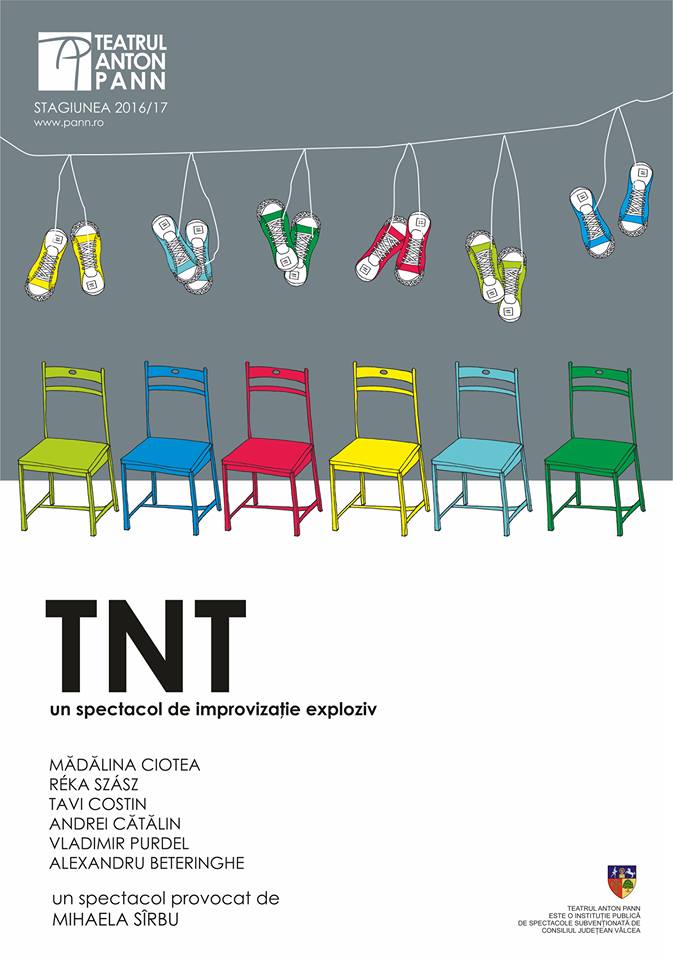 TEATRUL
ANTON
PANN
STAGIUNEA 2016/17
www.pann.ro
TNT
un spectacol de improvizație exploziv
MĂDĂLINA CIOTEA
RÉKA SZÁSZ
TAVI COSTIN
ANDREI CĂTĂLIN
VLADIMIR PURDEL
ALEXANDRU BETERINGHE
un spectacol provocat de
MIHAELA SÎRBU
TEATRUL ANTON PANN
ESTE O INSTITUȚIE PUBLICĂ
DE SPECTACOLE SUBVENȚIONATĂ DE
CONSILIUL JUDEȚEAN VÂLCEA